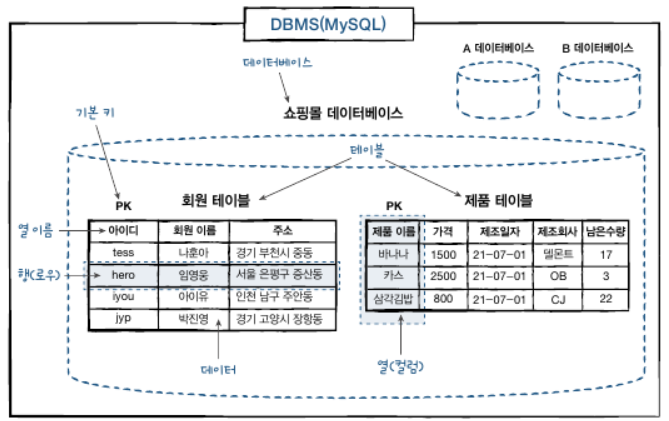 DBMS(MySQL)
A 데이터베이스 B 데이터베이스
데이터베이스
쇼핑몰 데이터베이스
기본 키
테이블
PK 회원 테이블 PK 제품 테이블
열 이름
아이디 회원 이름 주소 제품 이름 가격 제조일자 제조회사 남은수량
tess 나훈아 경기 부천시 중동 바나나 1500 21-07-01 델몬트 17
행(로우)
hero 임영웅 서울 은평구 증산동 카스 2500 21-07-01 OB 3
iyou 아이유 인천 남구 주안동 삼각김밥 800 21-07-01 CJ 22
jyp 박진영 경기 고양시 장항동
데이터 열(컬럼)